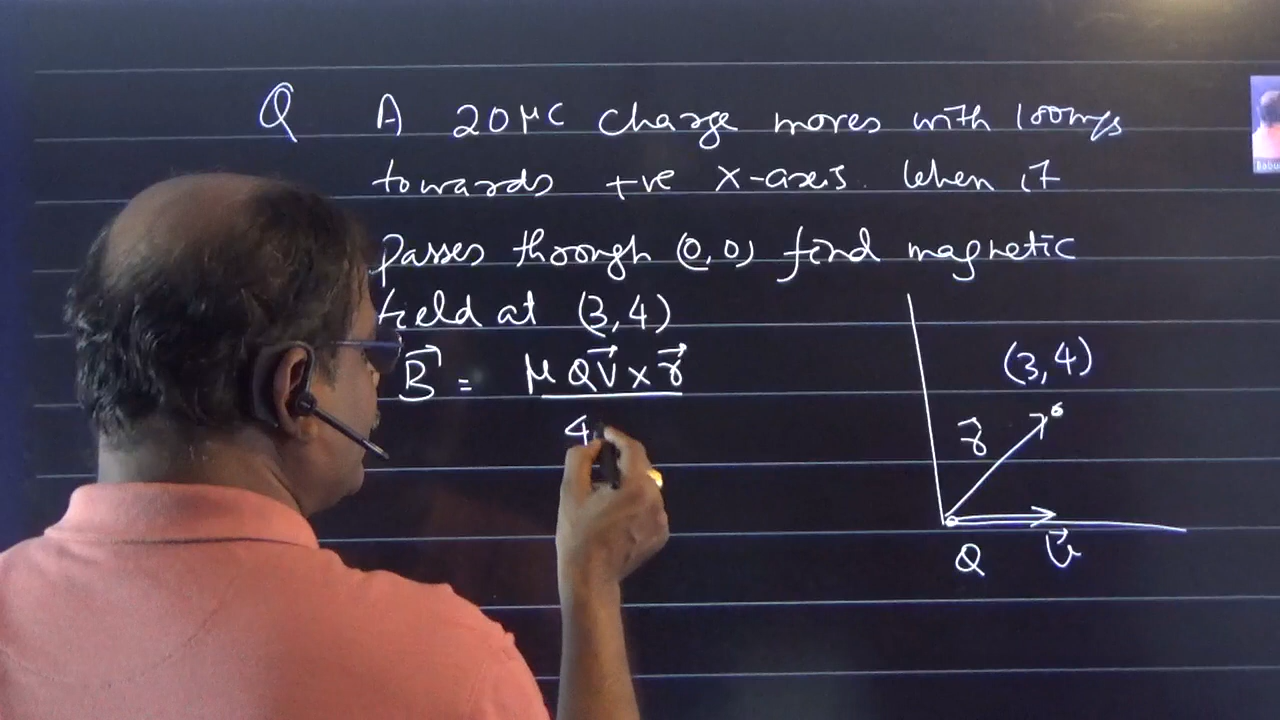 Q A 20μC charge moves with 100m/s
towards +ve X-axis. When it
passes through (0,0) find magnetic
field at (3,4)
B⃗ = μ Q V⃗ × r⃗
4
(3,4)
r⃗
Q v⃗